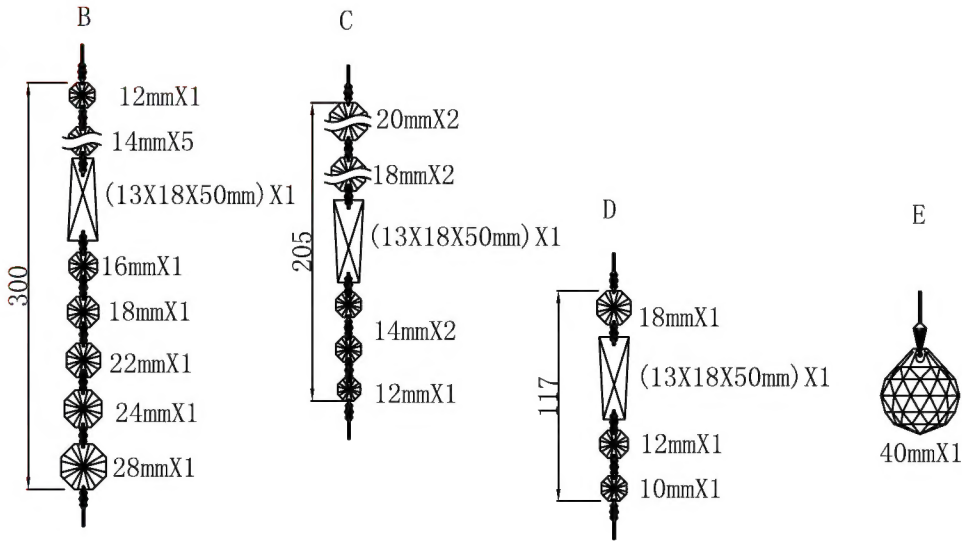 B
12mmX1
14mmX5
(13X18X50mm)X1
16mmX1
18mmX1
22mmX1
24mmX1
28mmX1
300
C
20mmX2
18mmX2
(13X18X50mm)X1
14mmX2
12mmX1
205
D
18mmX1
(13X18X50mm)X1
12mmX1
10mmX1
117
E
40mmX1